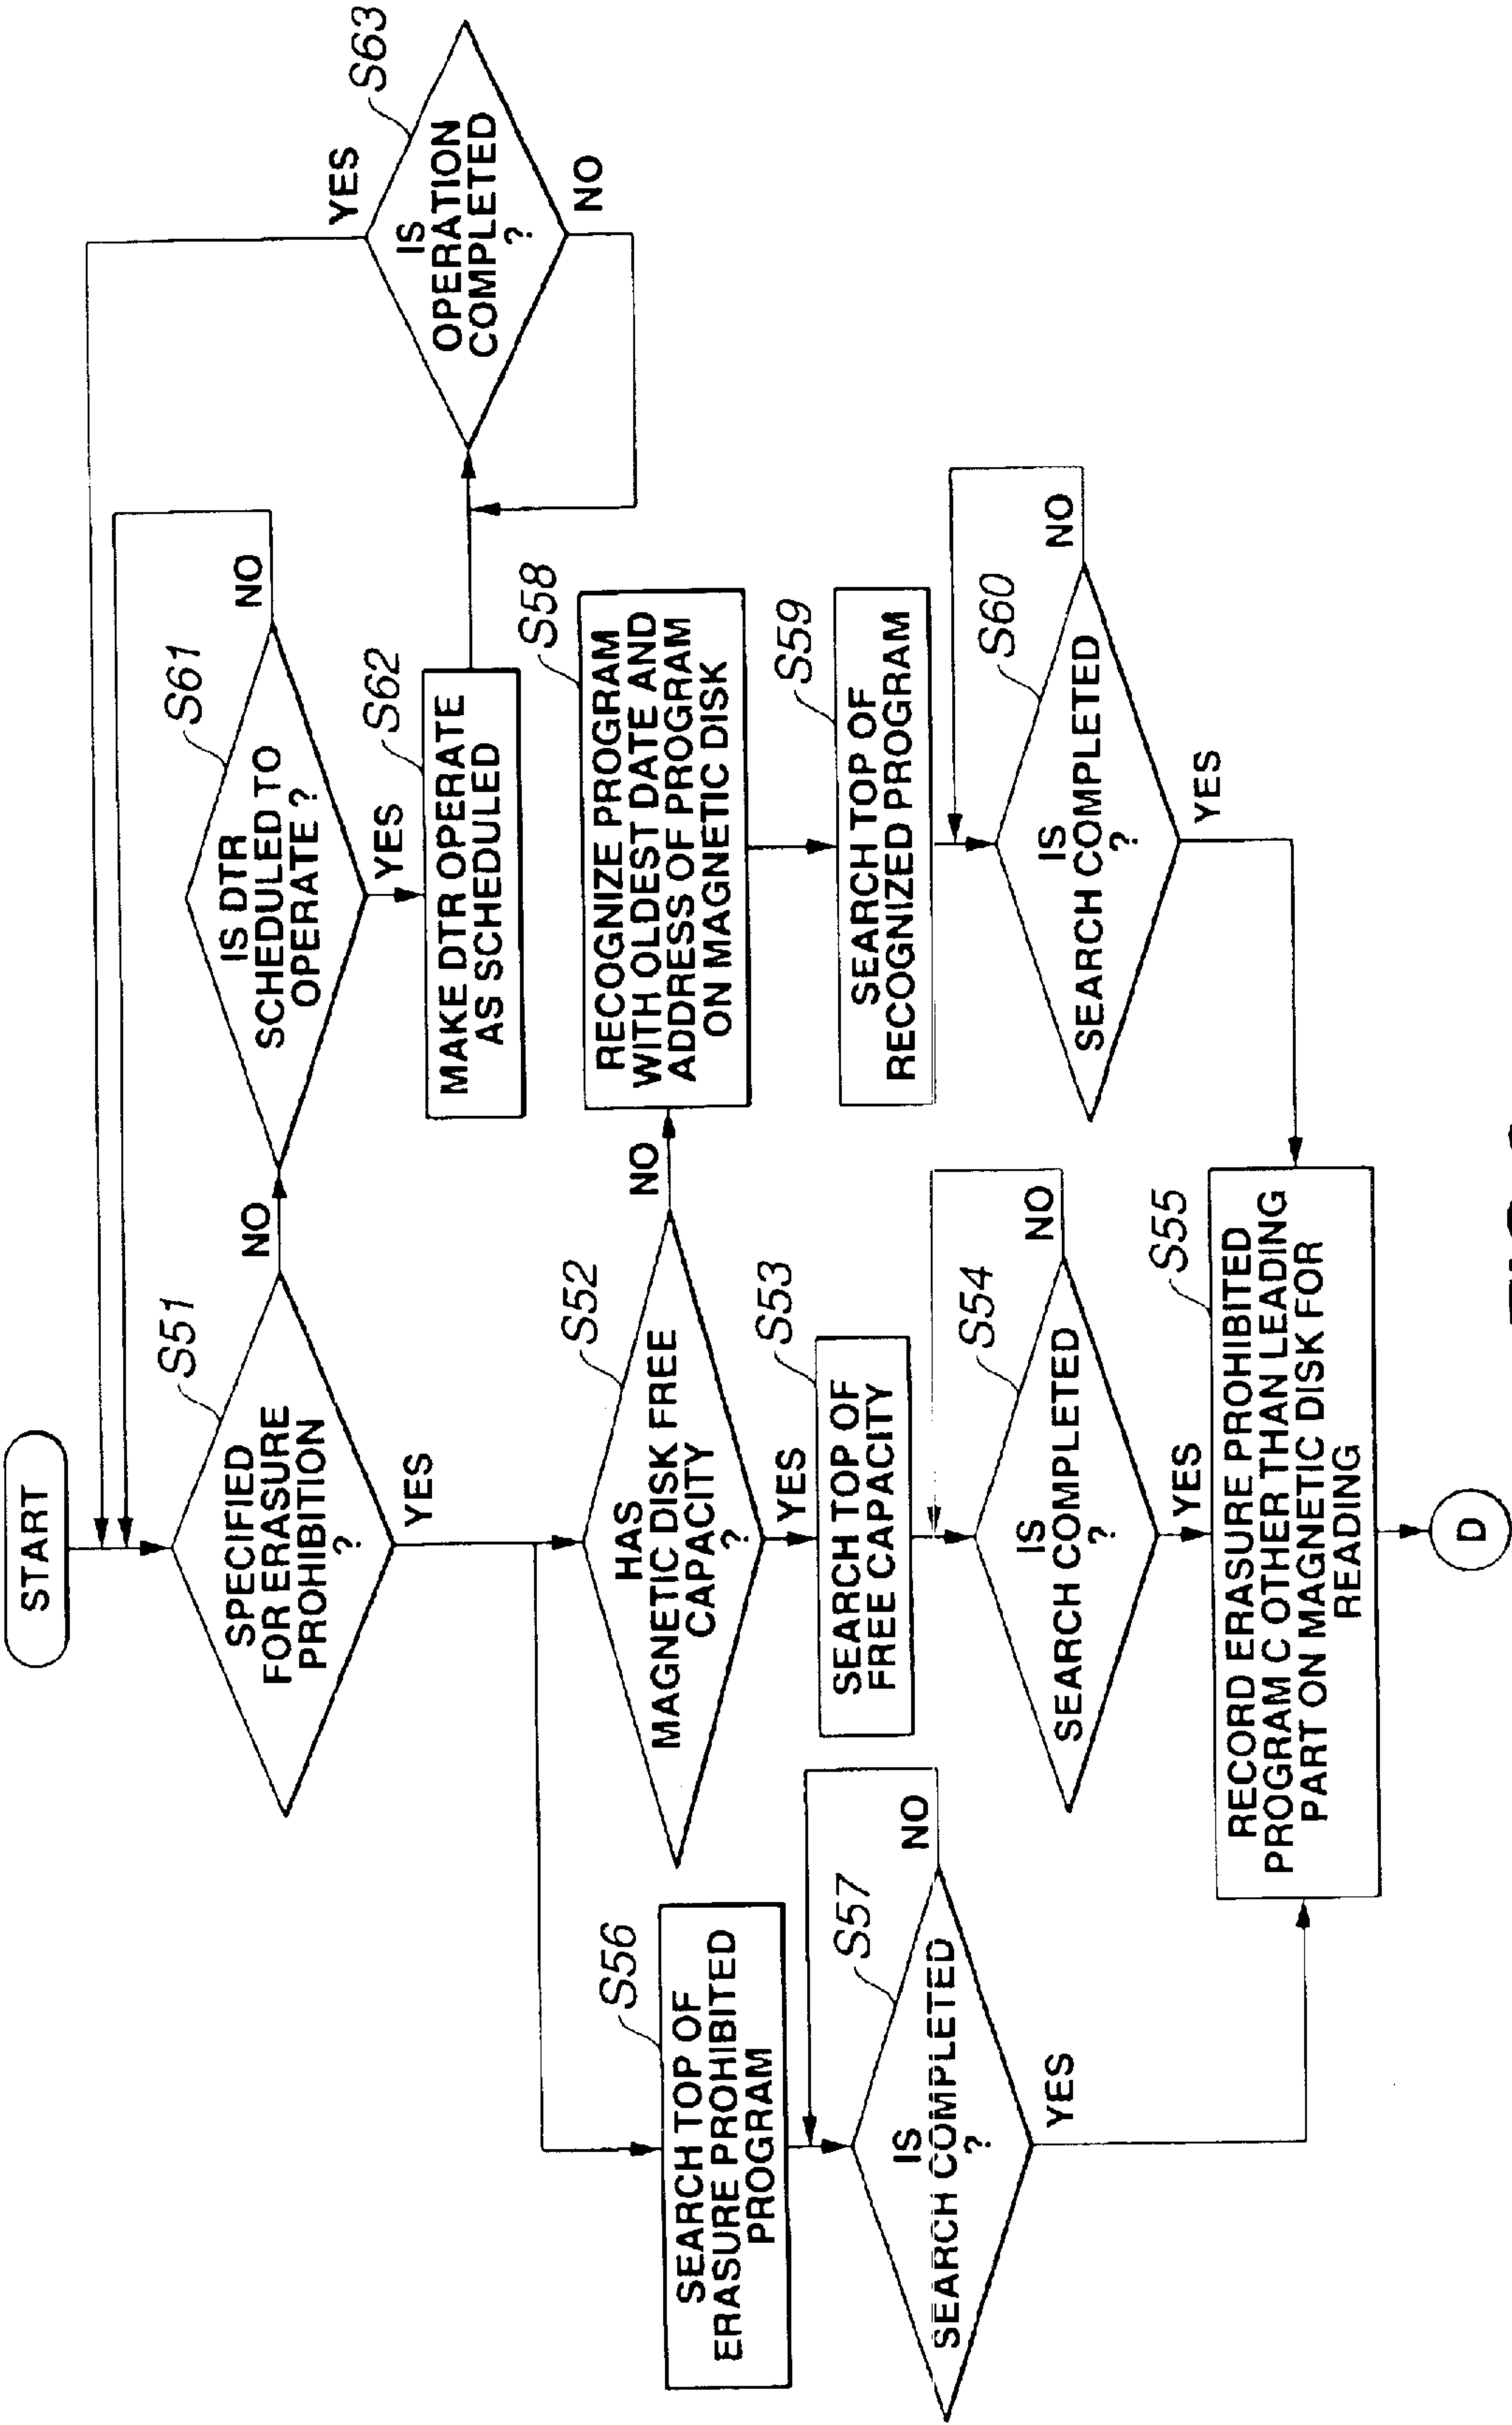 START
S51
SPECIFIED
FOR ERASURE
PROHIBITION
?
NO
YES
S61
IS DTR
SCHEDULED TO
OPERATE ?
NO
YES
S62
MAKE DTR OPERATE
AS SCHEDULED
S63
IS
OPERATION
COMPLETED
?
YES
NO
S52
HAS
MAGNETIC DISK FREE
CAPACITY
?
NO
YES
S58
RECOGNIZE PROGRAM
WITH OLDEST DATE AND
ADDRESS OF PROGRAM
ON MAGNETIC DISK
S56
SEARCH TOP OF
ERASURE PROHIBITED
PROGRAM
S53
SEARCH TOP OF
FREE CAPACITY
S59
SEARCH TOP OF
RECOGNIZED PROGRAM
S57
IS
SEARCH COMPLETED
?
NO
YES
S54
IS
SEARCH COMPLETED
?
NO
YES
S60
IS
SEARCH COMPLETED
?
NO
YES
S55
RECORD ERASURE PROHIBITED
PROGRAM C OTHER THAN LEADING
PART ON MAGNETIC DISK FOR
READING
D